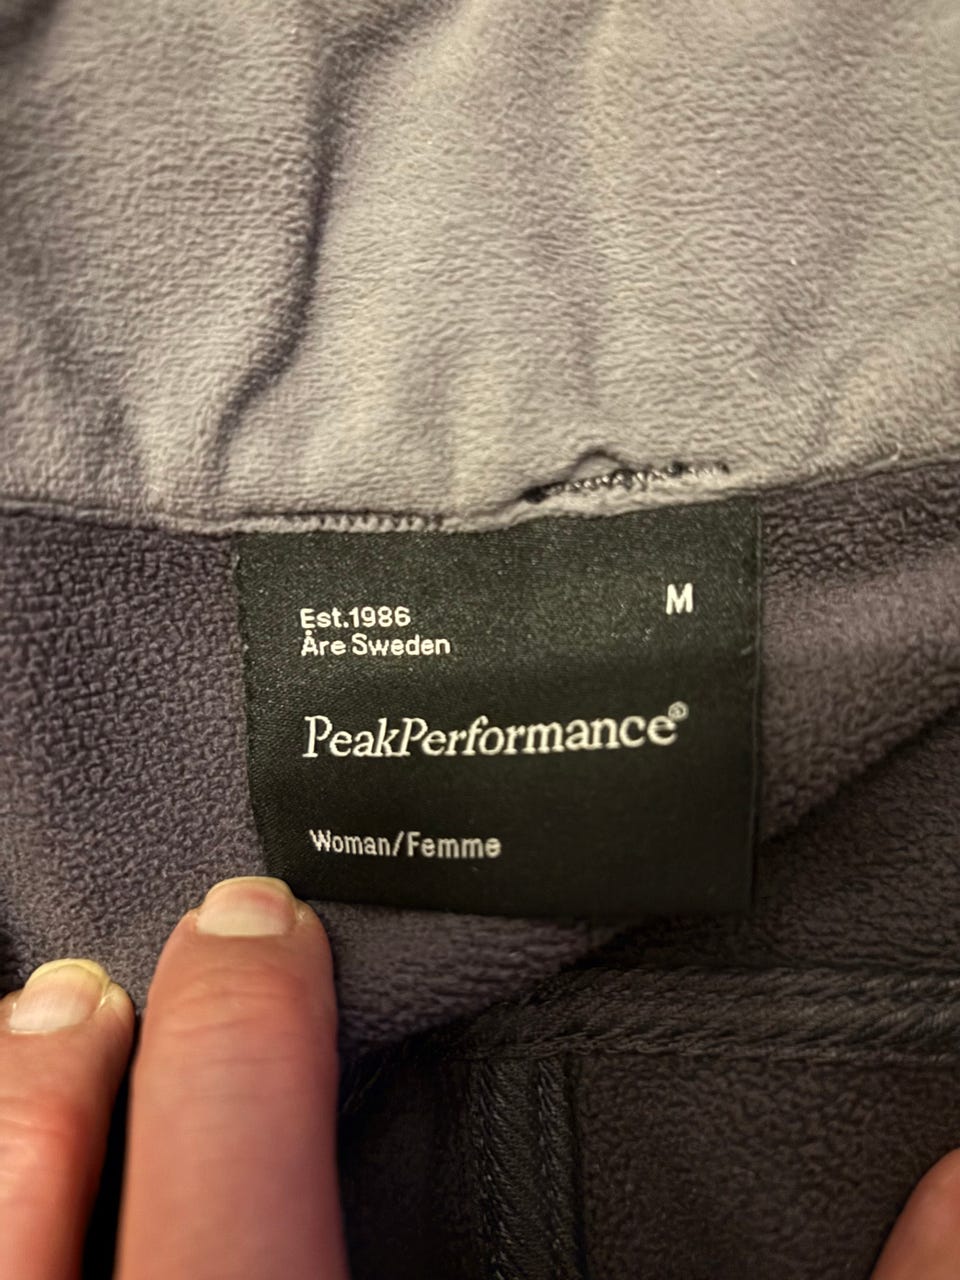 Est.1986
M
Åre Sweden
PeakPerformance®
Woman/Femme